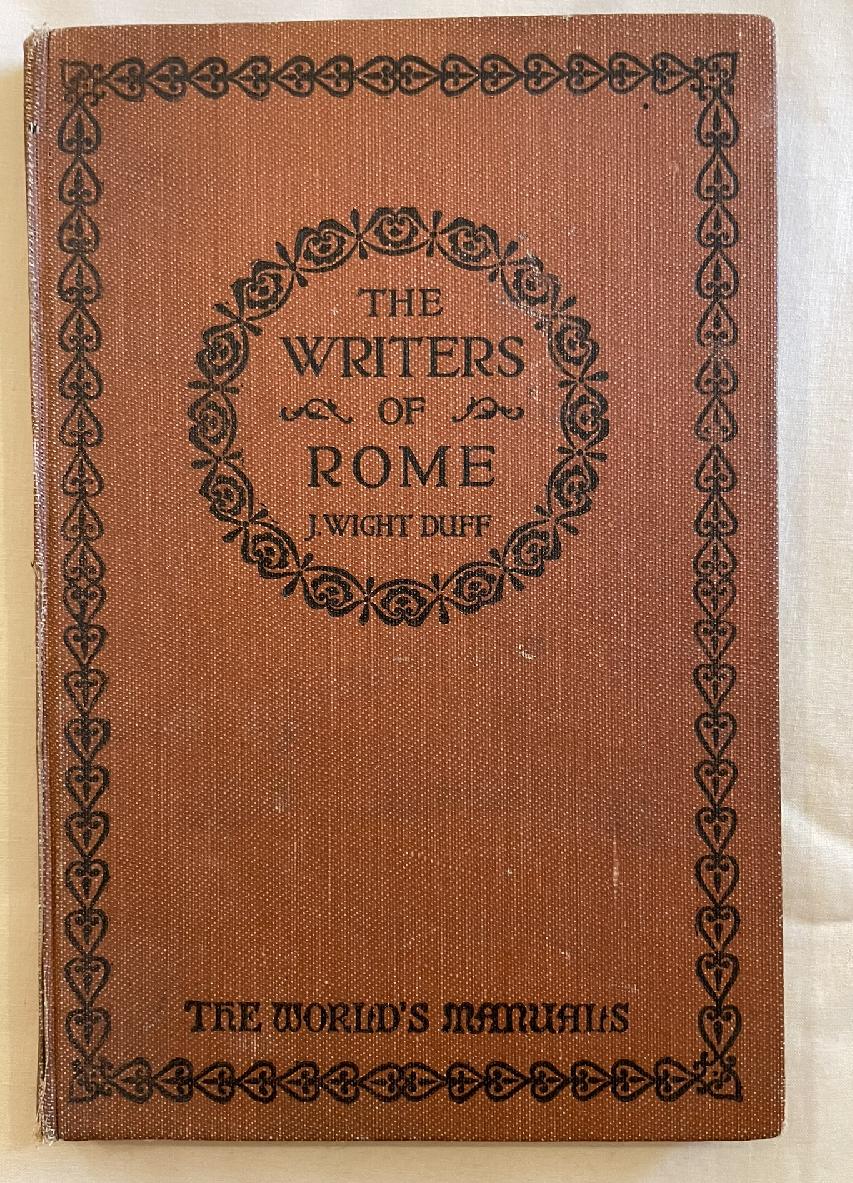 THE
WRITERS
OF
ROME
J. WIGHT DUFF
THE WORLD'S MANUALS